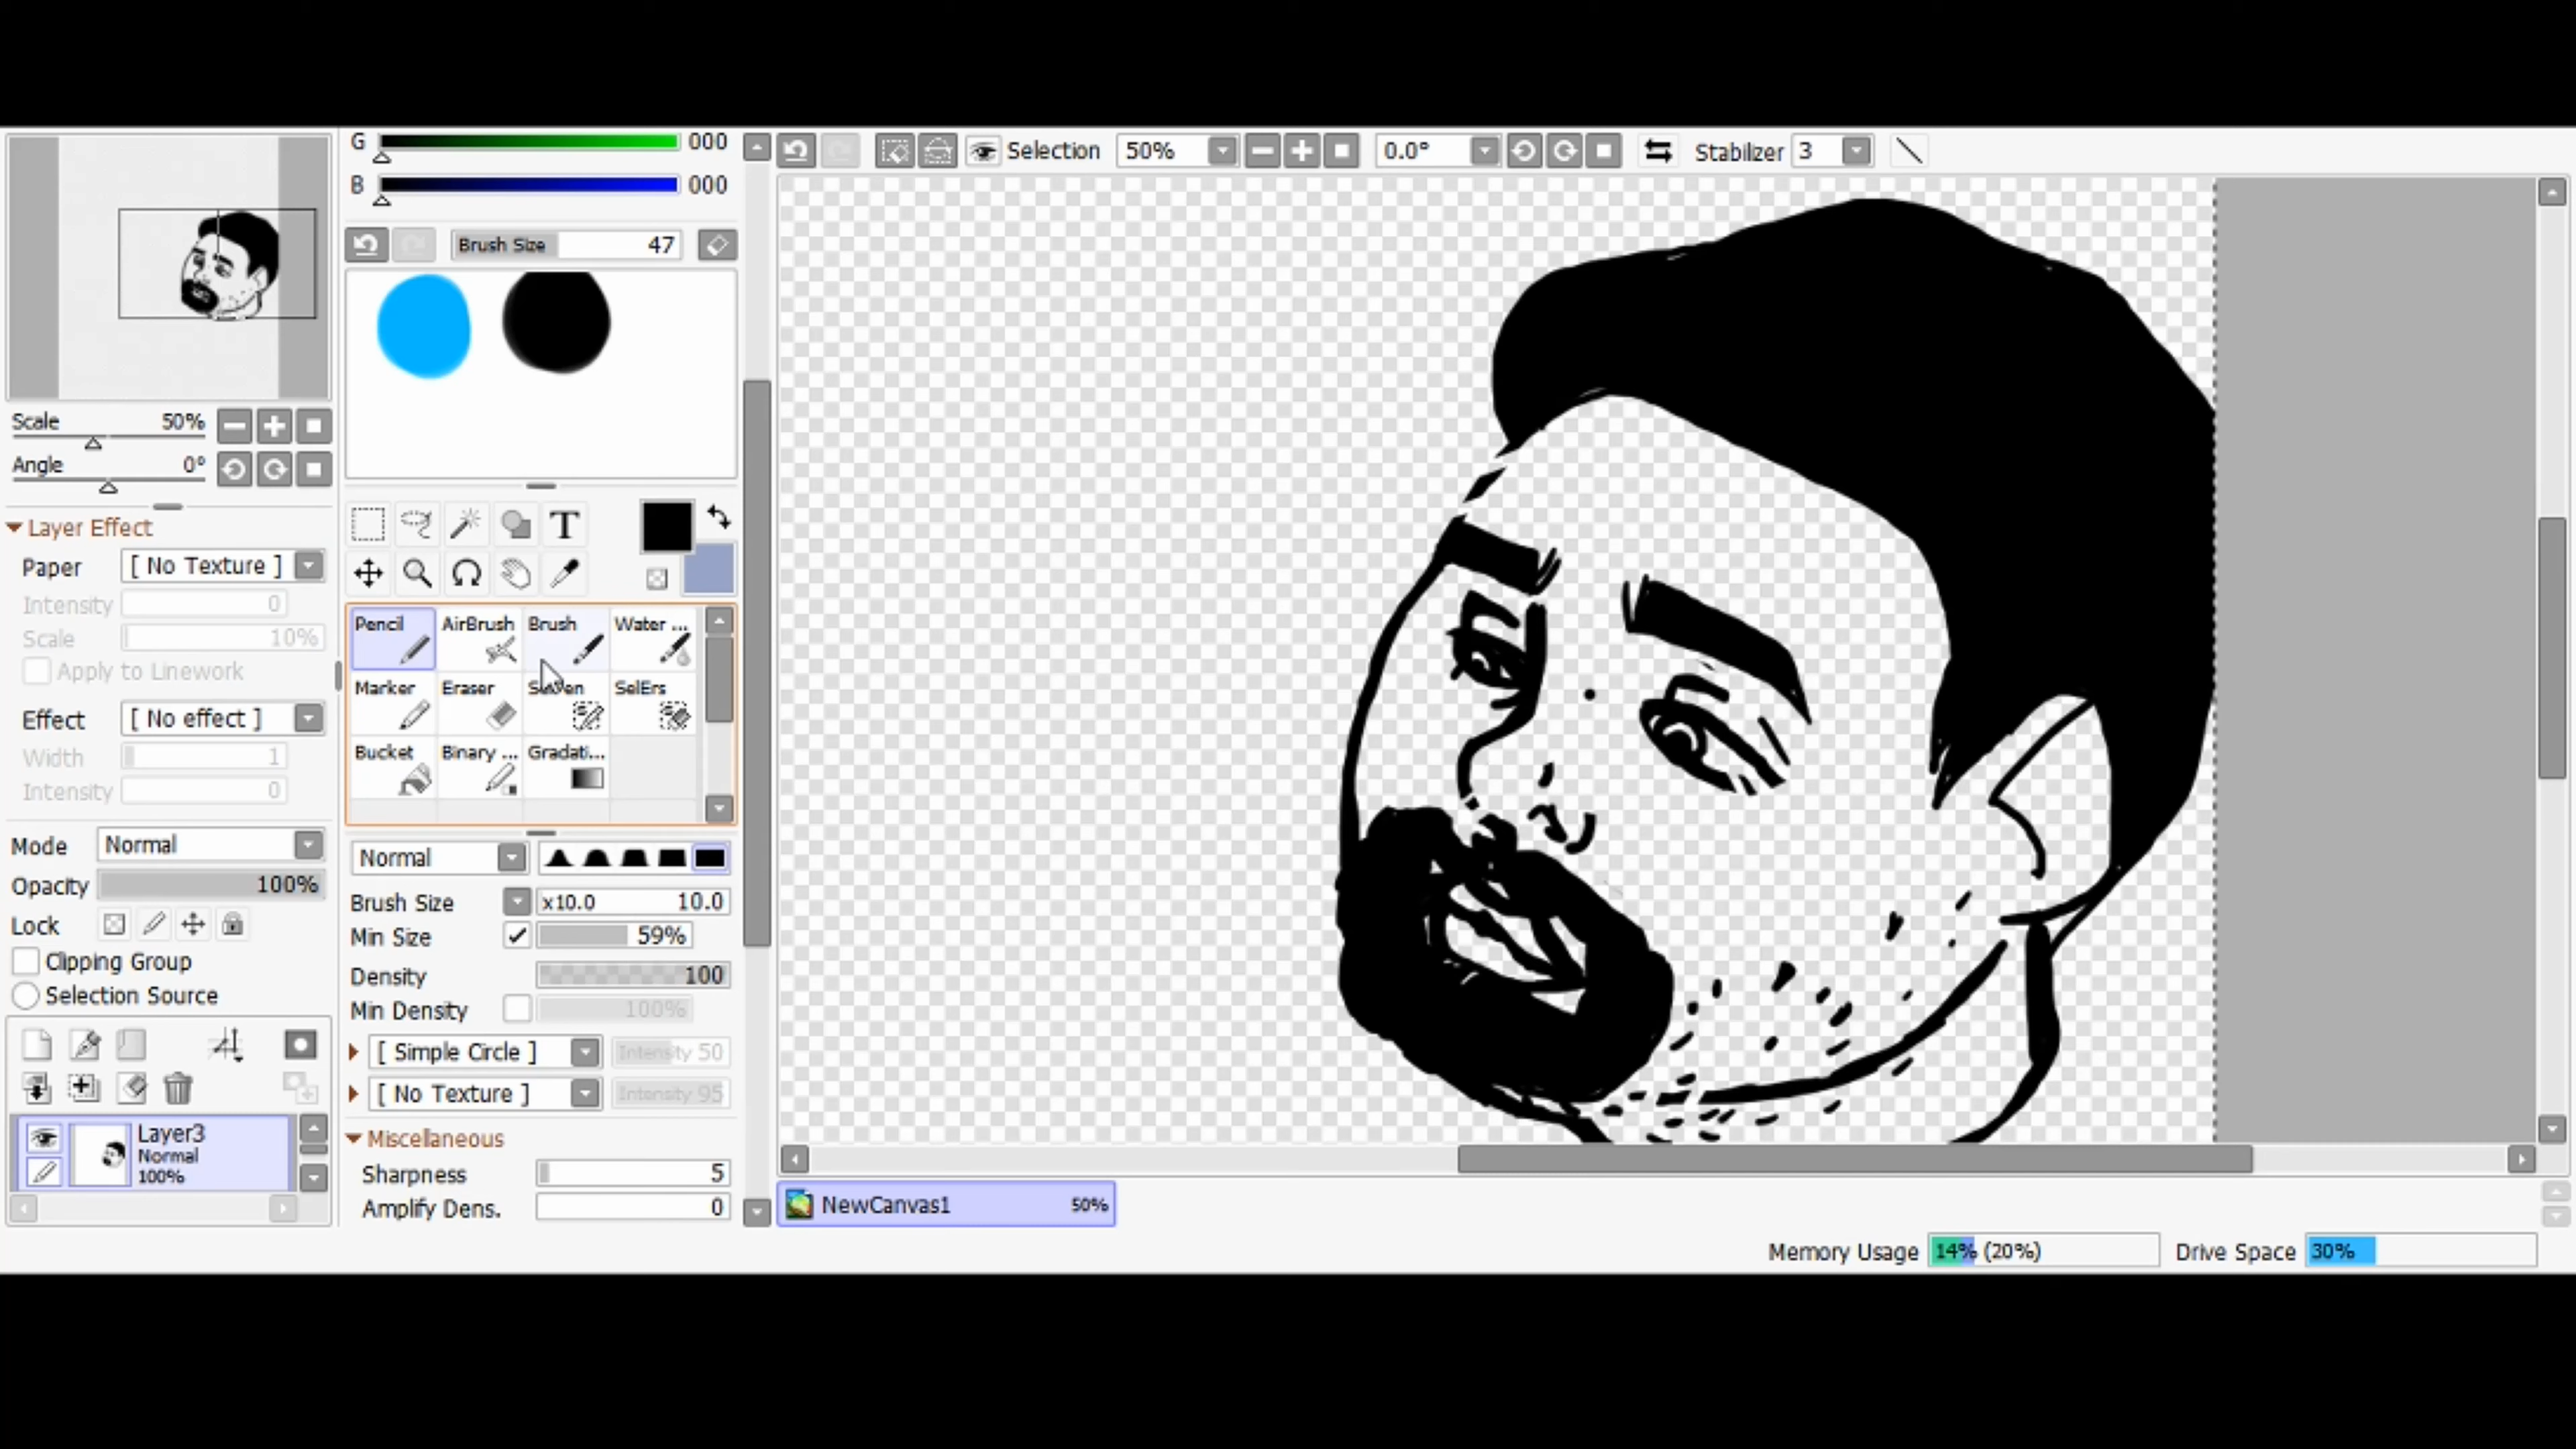 G 000
B 000
Brush Size 47
Selection 50% 0.0° Stabilizer 3
Scale 50%
Angle 0°
Layer Effect
Paper [ No Texture ]
Intensity 0
Scale 10%
Apply to Linework
Effect [ No effect ]
Width 1
Intensity 0
Mode Normal
Opacity 100%
Lock
Clipping Group
Selection Source
Layer3
Normal
100%
T
Pencil AirBrush Brush Water ...
Marker Eraser SelErs
Bucket Binary ... Gradati...
Normal
Brush Size x10.0 10.0
Min Size 59%
Density 100
Min Density 100%
[ Simple Circle ] Intensity 50
[ No Texture ] Intensity 95
Miscellaneous
Sharpness 5
Amplify Dens. 0
NewCanvas1 50%
Memory Usage 14% (20%) Drive Space 30%